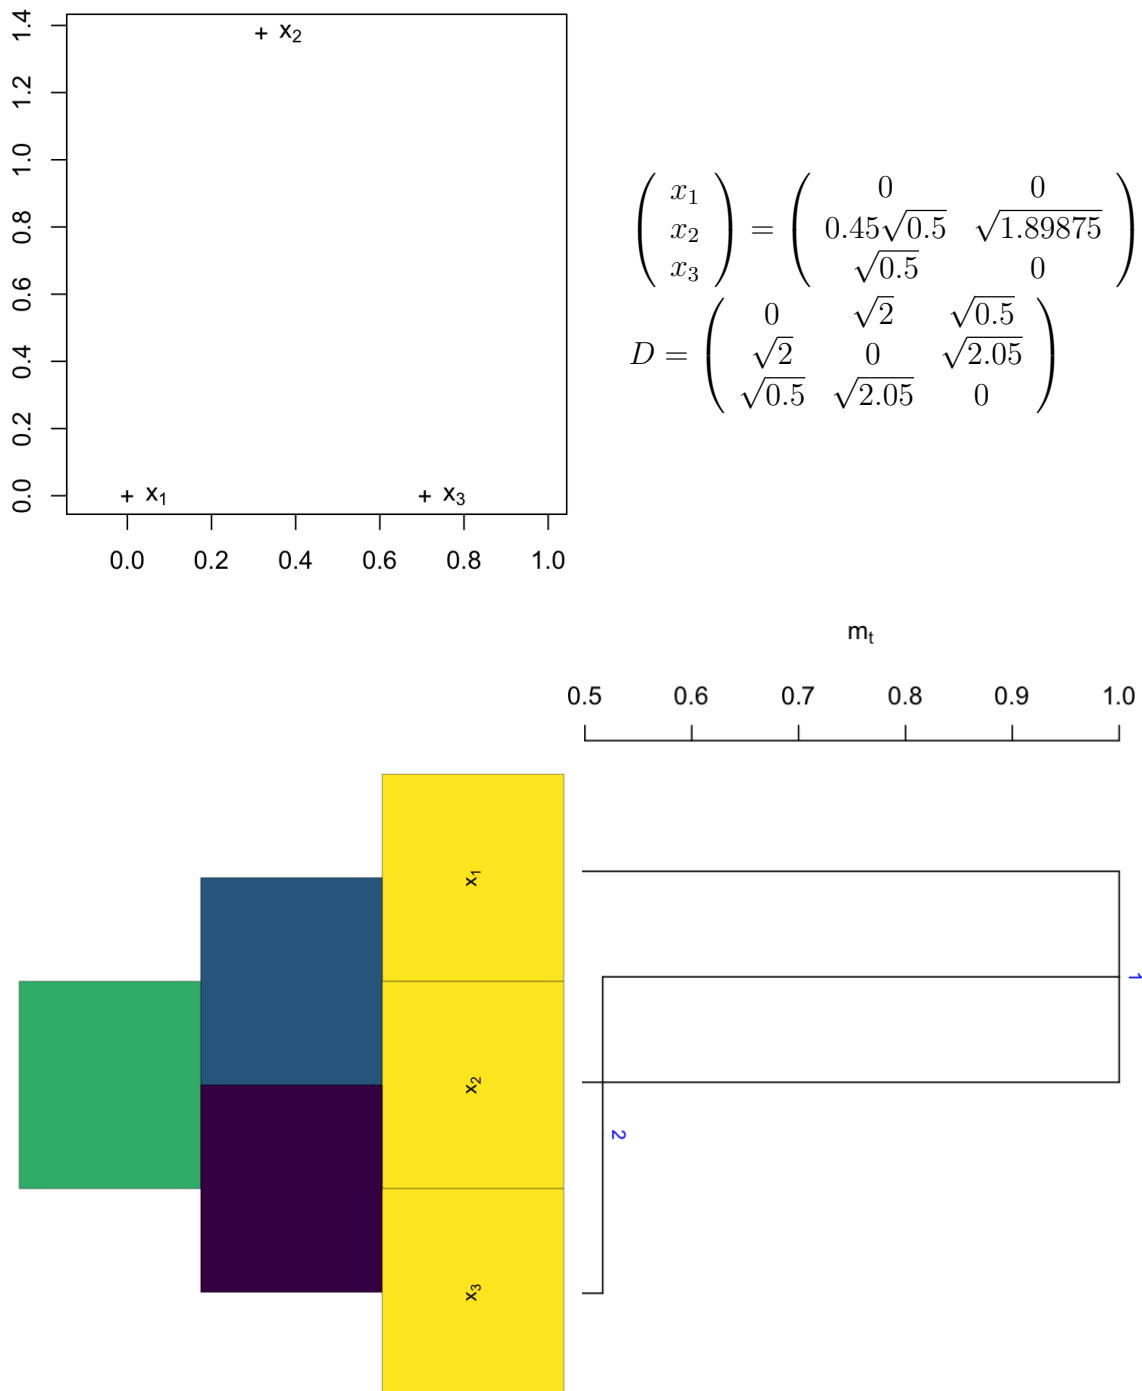 1.4
1.2
1.0
0.8
0.6
0.4
0.2
0.0
+ x₂
+ x₁
+ x₃
0.0 0.2 0.4 0.6 0.8 1.0
( x₁ ) = ( 0 0 )
( x₂ ) ( 0.45√0.5 √1.89875 )
( x₃ ) ( √0.5 0 )
( 0 √2 √0.5 )
D = ( √2 0 √2.05 )
( √0.5 √2.05 0 )
mₜ
0.5 0.6 0.7 0.8 0.9 1.0
x₁
x₂
x₃
1
2